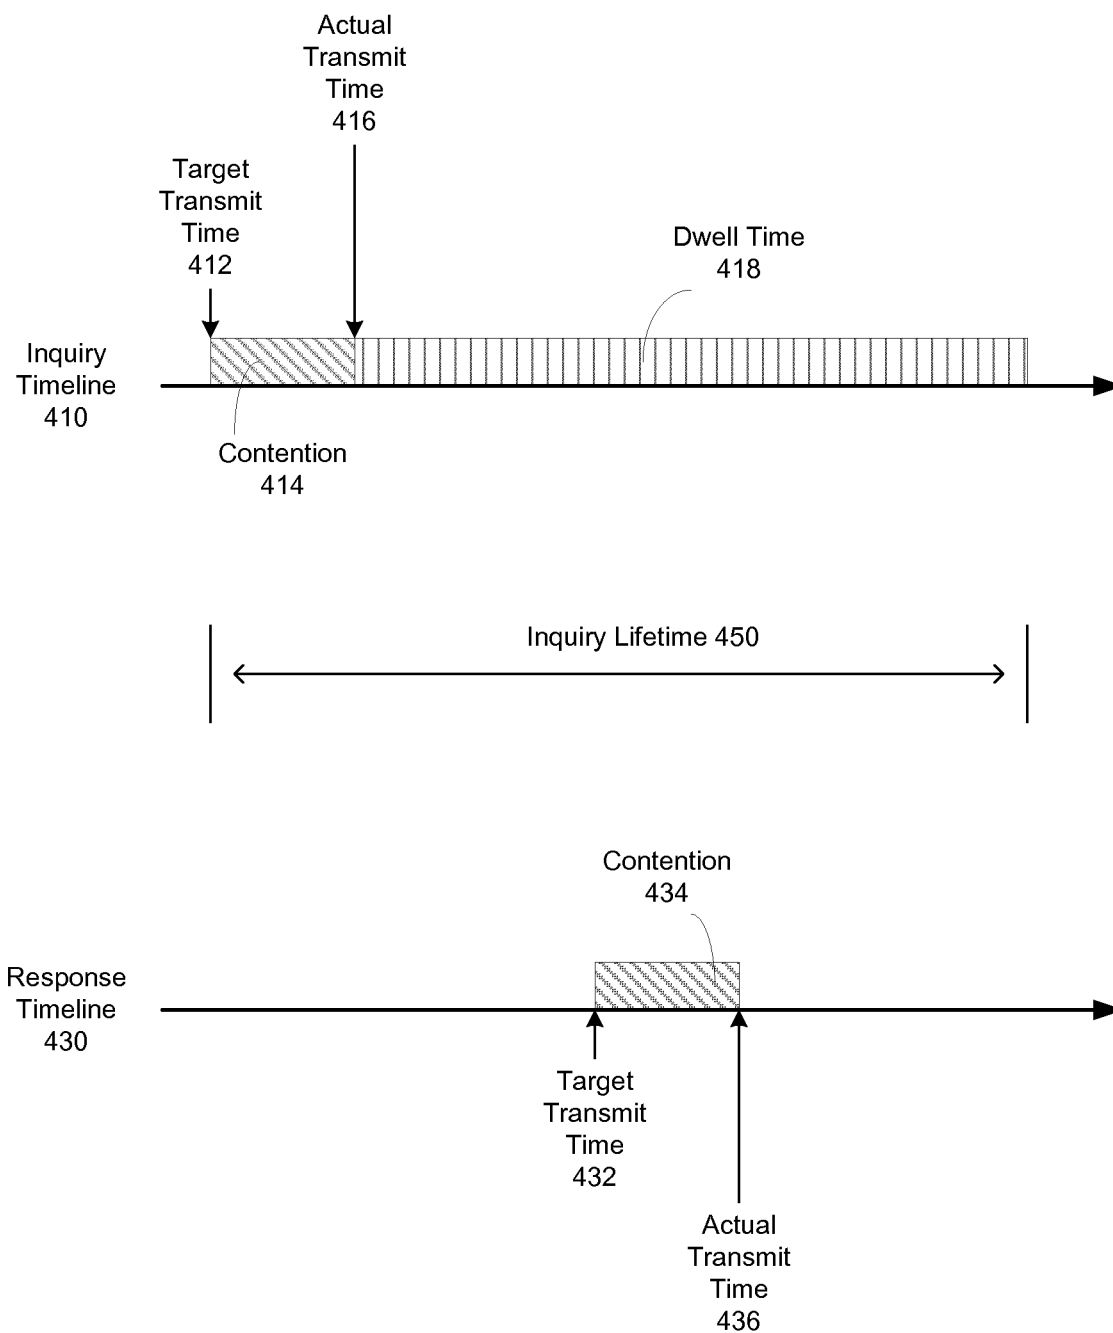 Actual
Transmit
Time
416
Target
Transmit
Time
412
Dwell Time
418
Inquiry
Timeline
410
Contention
414
Inquiry Lifetime 450
Contention
434
Response
Timeline
430
Target
Transmit
Time
432
Actual
Transmit
Time
436